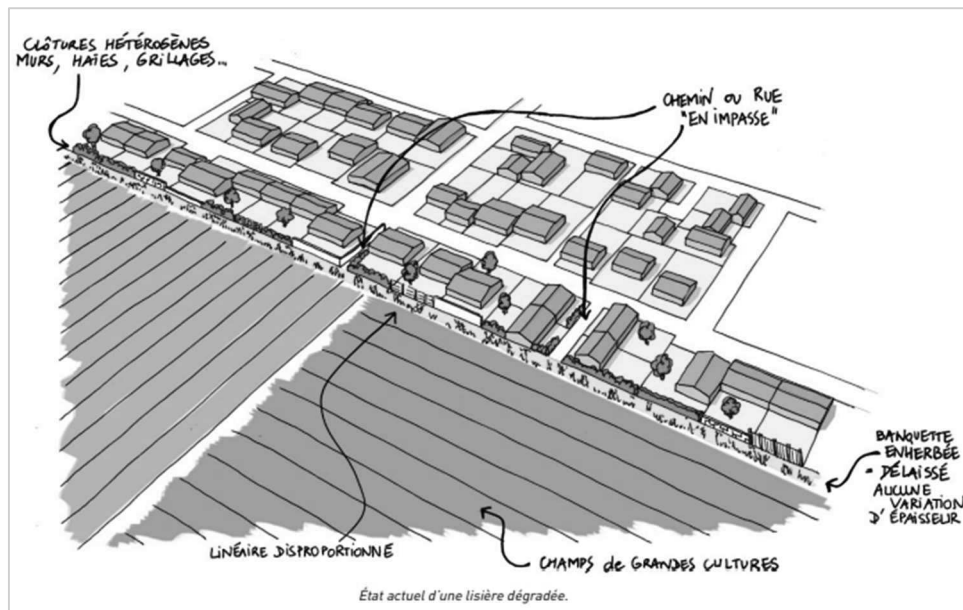 CLÔTURES HÉTÉROGÈNES
MURS, HAIES, GRILLAGES...
CHEMIN OU RUE
"EN IMPASSE"
BANQUETTE
ENHERBÉE
- DÉLAISSÉ
AUCUNE
VARIATION
D'ÉPAISSEUR
LINÉAIRE DISPROPORTIONNE
CHAMPS de GRANDES CULTURES
État actuel d'une lisière dégradée.